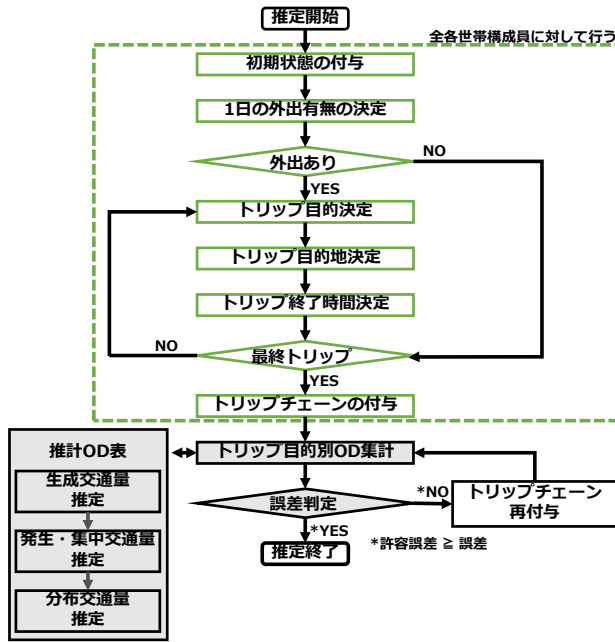 推定開始
全各世帯構成員に対して行う
初期状態の付与
1日の外出有無の決定
外出あり
NO
YES
トリップ目的決定
トリップ目的地決定
トリップ終了時間決定
NO
最終トリップ
YES
トリップチェーンの付与
推計OD表
トリップ目的別OD集計
生成交通量
推定
誤差判定
*NO
トリップチェーン
再付与
*YES
発生・集中交通量
推定
推定終了
*許容誤差 ≧ 誤差
分布交通量
推定